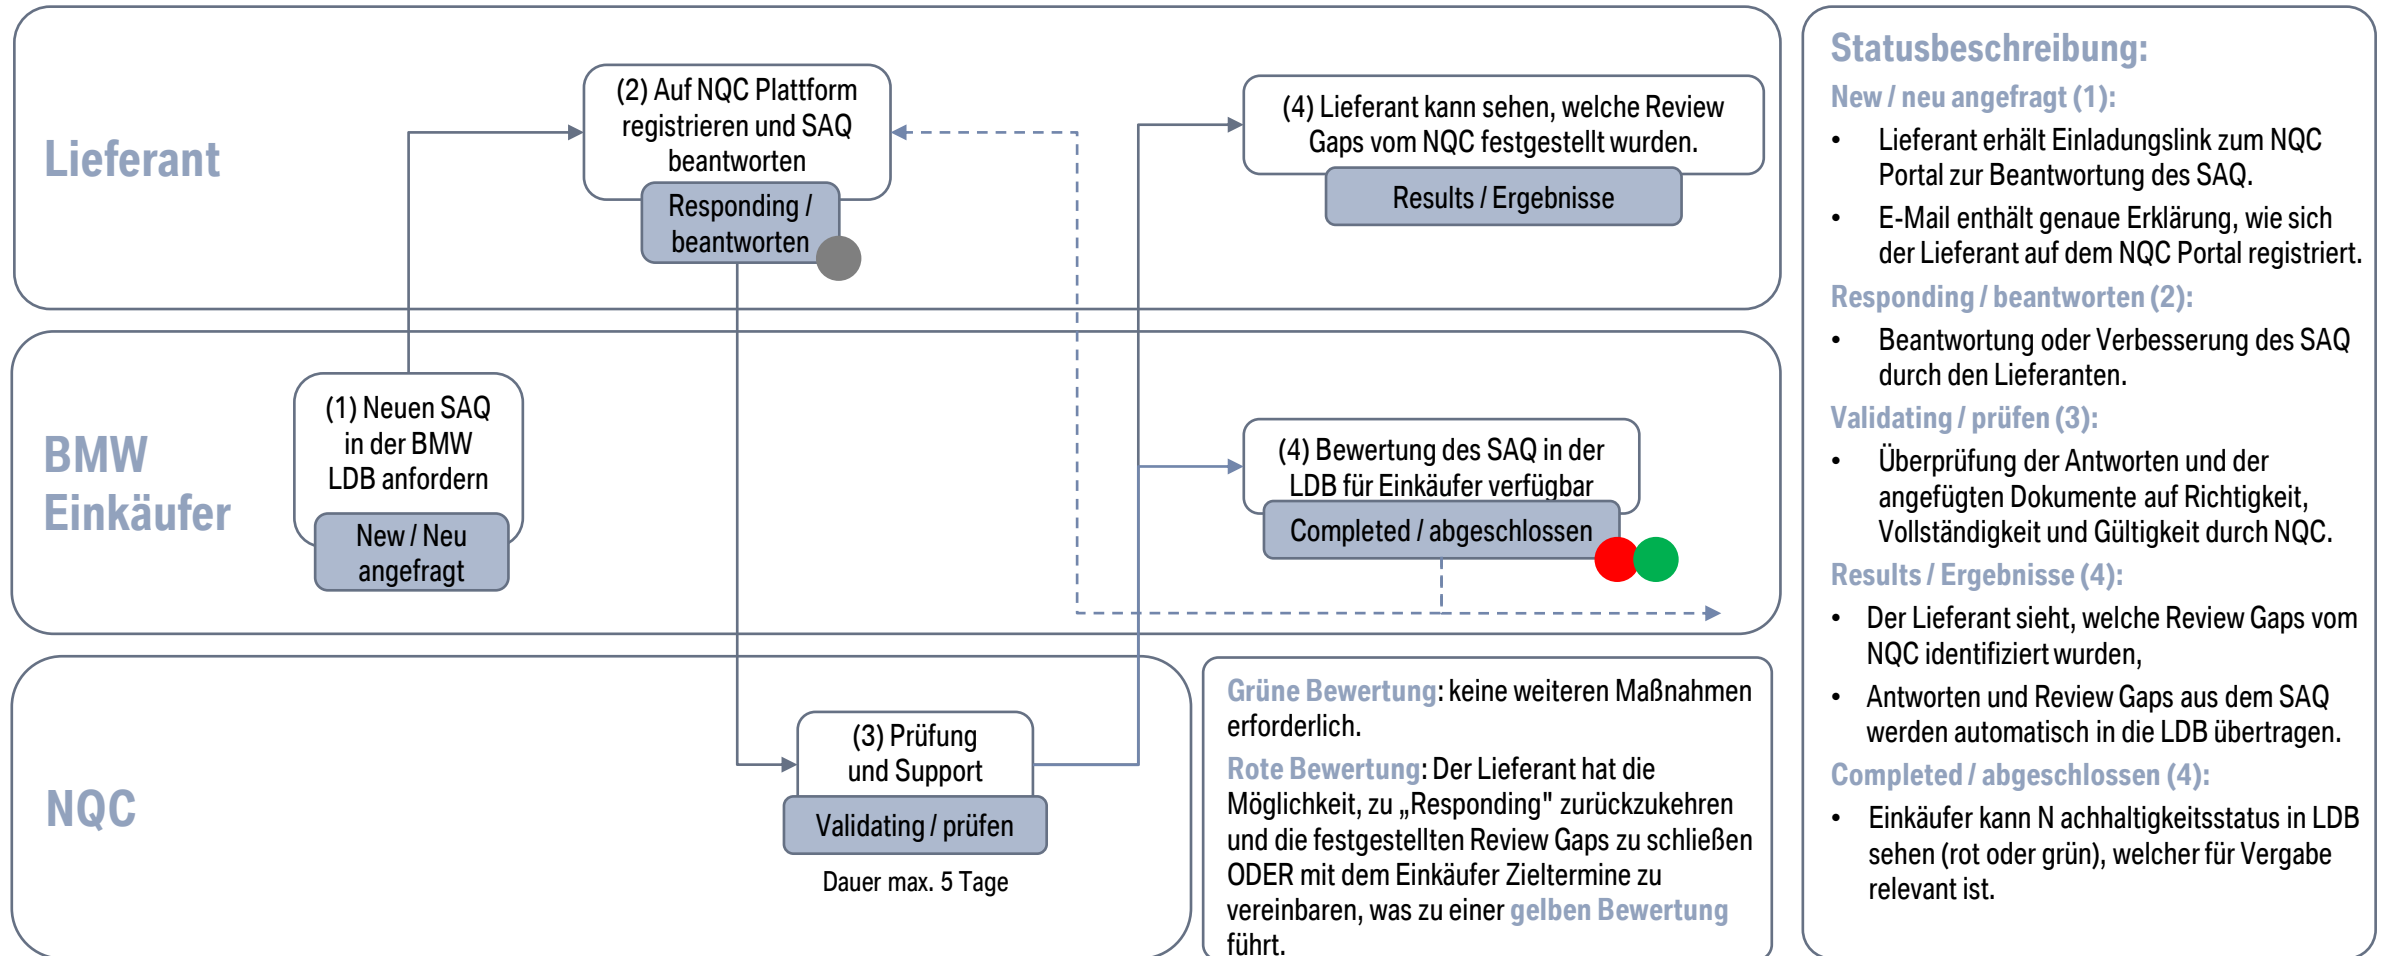 Lieferant
(2) Auf NQC Plattform
registrieren und SAQ
beantworten
Responding /
beantworten
(4) Lieferant kann sehen, welche Review
Gaps vom NQC festgestellt wurden.
Results / Ergebnisse
BMW
Einkäufer
(1) Neuen SAQ
in der BMW
LDB anfordern
New / Neu
angefragt
(4) Bewertung des SAQ in der
LDB für Einkäufer verfügbar
Completed / abgeschlossen
NQC
(3) Prüfung
und Support
Validating / prüfen
Dauer max. 5 Tage
Grüne Bewertung: keine weiteren Maßnahmen
erforderlich.
Rote Bewertung: Der Lieferant hat die
Möglichkeit, zu „Responding" zurückzukehren
und die festgestellten Review Gaps zu schließen
ODER mit dem Einkäufer Zieltermine zu
vereinbaren, was zu einer gelben Bewertung
führt.
Statusbeschreibung:
New / neu angefragt (1):
• Lieferant erhält Einladungslink zum NQC
Portal zur Beantwortung des SAQ.
• E-Mail enthält genaue Erklärung, wie sich
der Lieferant auf dem NQC Portal registriert.
Responding / beantworten (2):
• Beantwortung oder Verbesserung des SAQ
durch den Lieferanten.
Validating / prüfen (3):
• Überprüfung der Antworten und der
angefügten Dokumente auf Richtigkeit,
Vollständigkeit und Gültigkeit durch NQC.
Results / Ergebnisse (4):
• Der Lieferant sieht, welche Review Gaps vom
NQC identifiziert wurden,
• Antworten und Review Gaps aus dem SAQ
werden automatisch in die LDB übertragen.
Completed / abgeschlossen (4):
• Einkäufer kann N achhaltigkeitsstatus in LDB
sehen (rot oder grün), welcher für Vergabe
relevant ist.